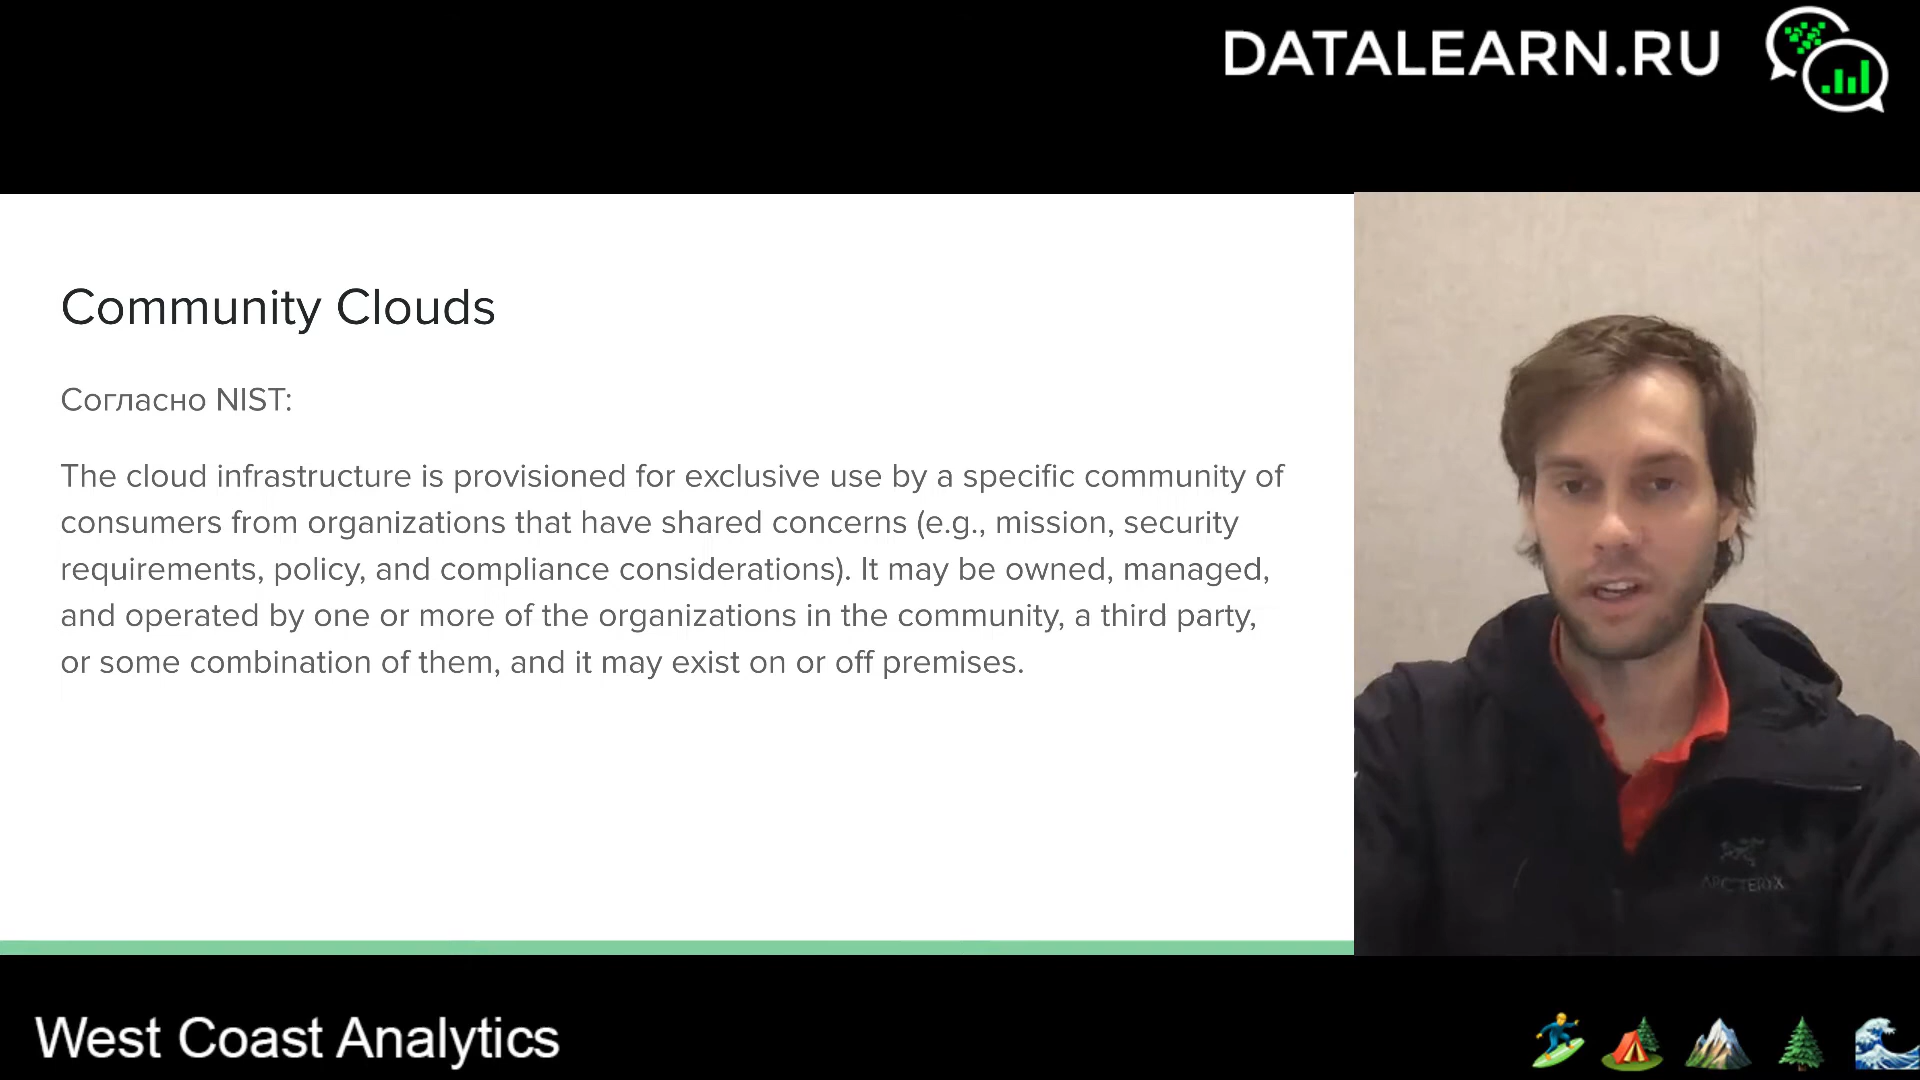 DATALEARN.RU
Community Clouds
Согласно NIST:
The cloud infrastructure is provisioned for exclusive use by a specific community of
consumers from organizations that have shared concerns (e.g., mission, security
requirements, policy, and compliance considerations). It may be owned, managed,
and operated by one or more of the organizations in the community, a third party,
or some combination of them, and it may exist on or off premises.
ARC'TERYX
West Coast Analytics